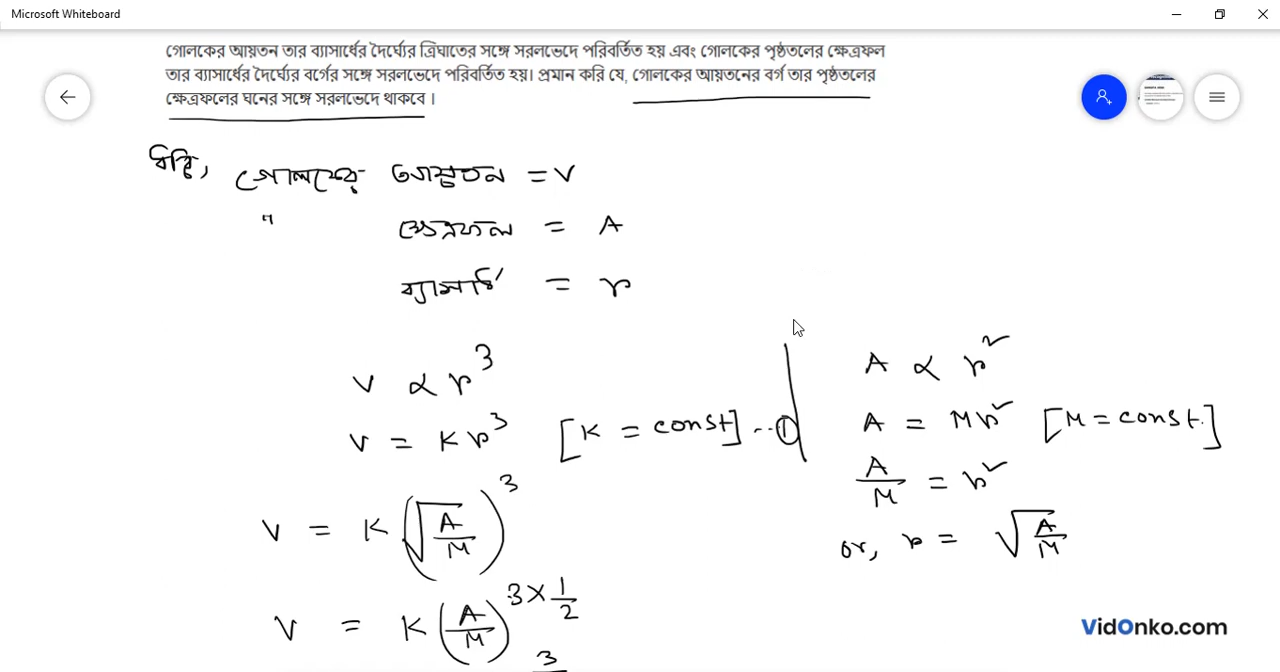 Microsoft Whiteboard
গোলকের আয়তন তার ব্যাসার্ধের দৈর্ঘ্যের ত্রিঘাতের সঙ্গে সরলভেদে পরিবর্তিত হয় এবং গোলকের পৃষ্ঠতলের ক্ষেত্রফল
তার ব্যাসার্ধের দৈর্ঘ্যের বর্গের সঙ্গে সরলভেদে পরিবর্তিত হয়। প্রমান করি যে, গোলকের আয়তনের বর্গ তার পৃষ্ঠতলের
ক্ষেত্রফলের ঘনের সঙ্গে সরলভেদে থাকবে ।
ধরি, গোলকের আয়তন = V
" ক্ষেত্রফল = A
ব্যাসার্ধ = r
V ∝ r³
V = Kr³ [K = const] --- ①
V = K(√(A/M))³
V = K(A/M)^(3×1/2)
3
A ∝ r²
A = Mr² [M = const.]
A/M = r²
or, r = √(A/M)
VidOnko.com